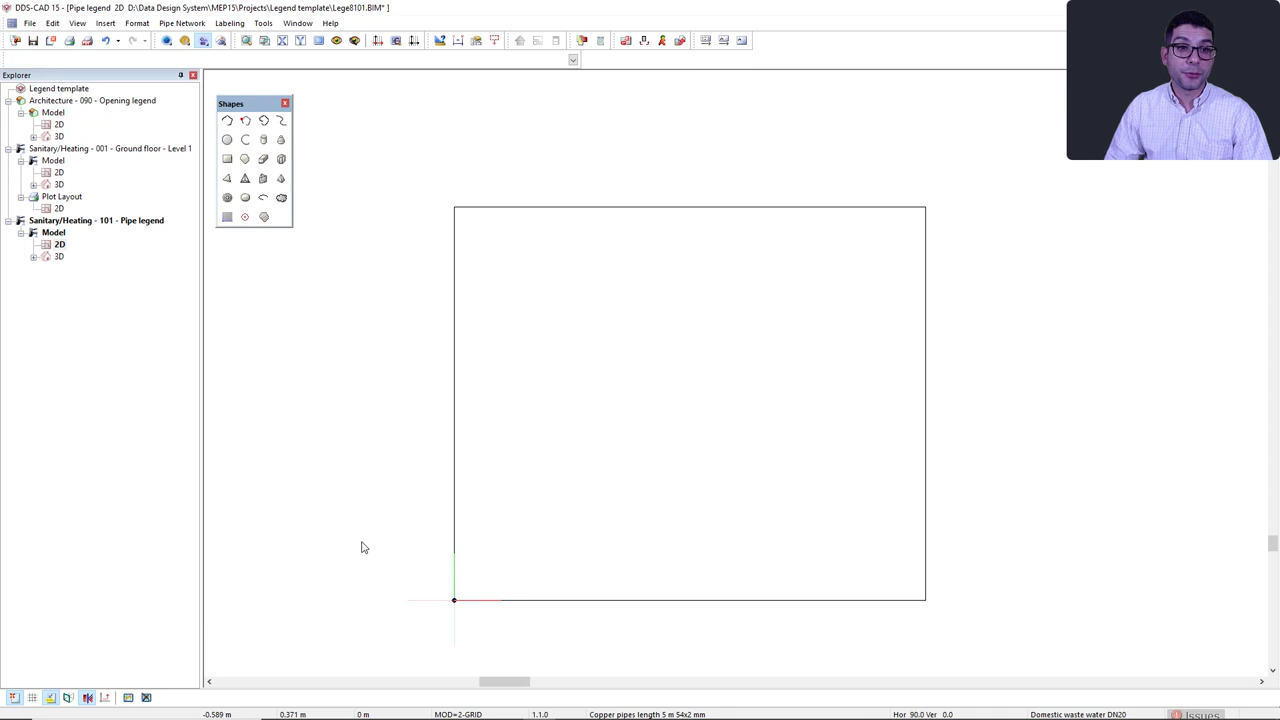 DDS-CAD 15 - [Pipe legend  2D  D:\Data Design System\MEP15\Projects\Legend template\Lege8101.BIM* ]
File Edit View Insert Format Pipe Network Labeling Tools Window Help
Explorer
Legend template
Architecture - 090 - Opening legend
Model
2D
3D
Sanitary/Heating - 001 - Ground floor - Level 1
Model
2D
3D
Plot Layout
2D
Sanitary/Heating - 101 - Pipe legend
Model
2D
3D
Shapes
-0.589 m 0.371 m 0 m MOD=2-GRID 1.1.0 Copper pipes length 5 m 54x2 mm Hor 90.0 Ver 0.0 Domestic waste water DN20 Issues